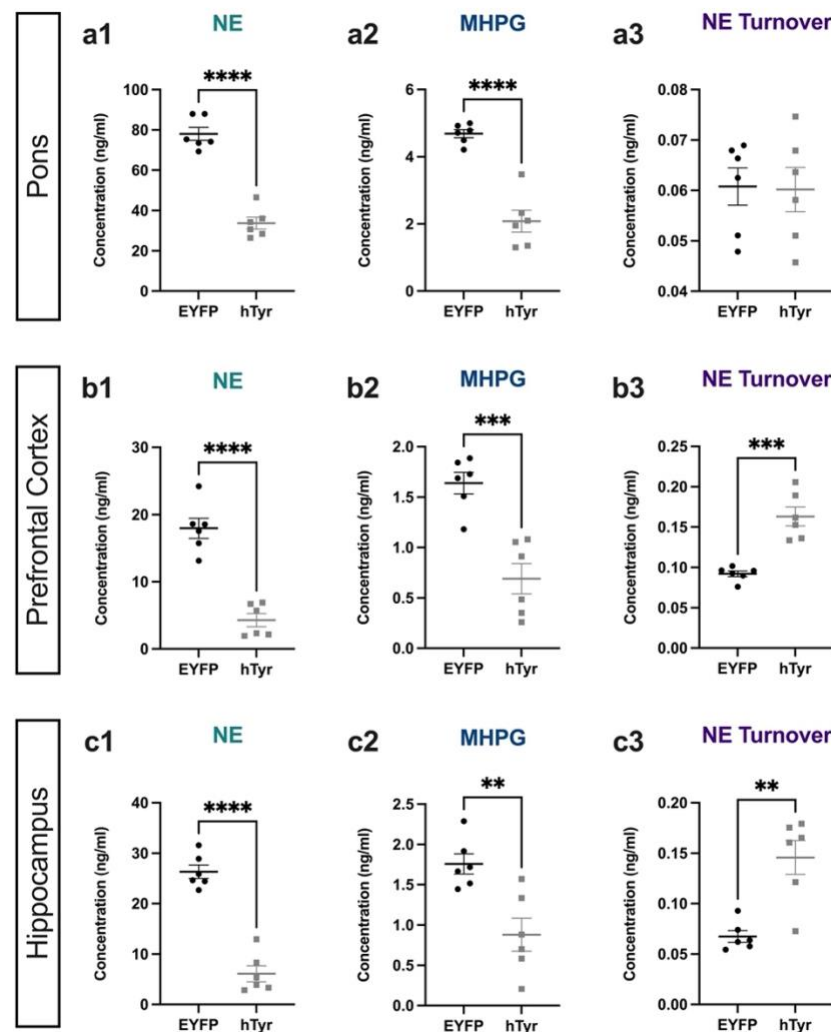 Pons
a1 NE
****
Concentration (ng/ml)
100
80
60
40
20
0
EYFP hTyr
a2 MHPG
****
Concentration (ng/ml)
6
4
2
0
EYFP hTyr
a3 NE Turnover
Concentration (ng/ml)
0.08
0.07
0.06
0.05
0.04
EYFP hTyr
Prefrontal Cortex
b1 NE
****
Concentration (ng/ml)
30
20
10
0
EYFP hTyr
b2 MHPG
***
Concentration (ng/ml)
2.0
1.5
1.0
0.5
0.0
EYFP hTyr
b3 NE Turnover
***
Concentration (ng/ml)
0.25
0.20
0.15
0.10
0.05
0.00
EYFP hTyr
Hippocampus
c1 NE
****
Concentration (ng/ml)
40
30
20
10
0
EYFP hTyr
c2 MHPG
**
Concentration (ng/ml)
2.5
2.0
1.5
1.0
0.5
0.0
EYFP hTyr
c3 NE Turnover
**
Concentration (ng/ml)
0.20
0.15
0.10
0.05
0.00
EYFP hTyr